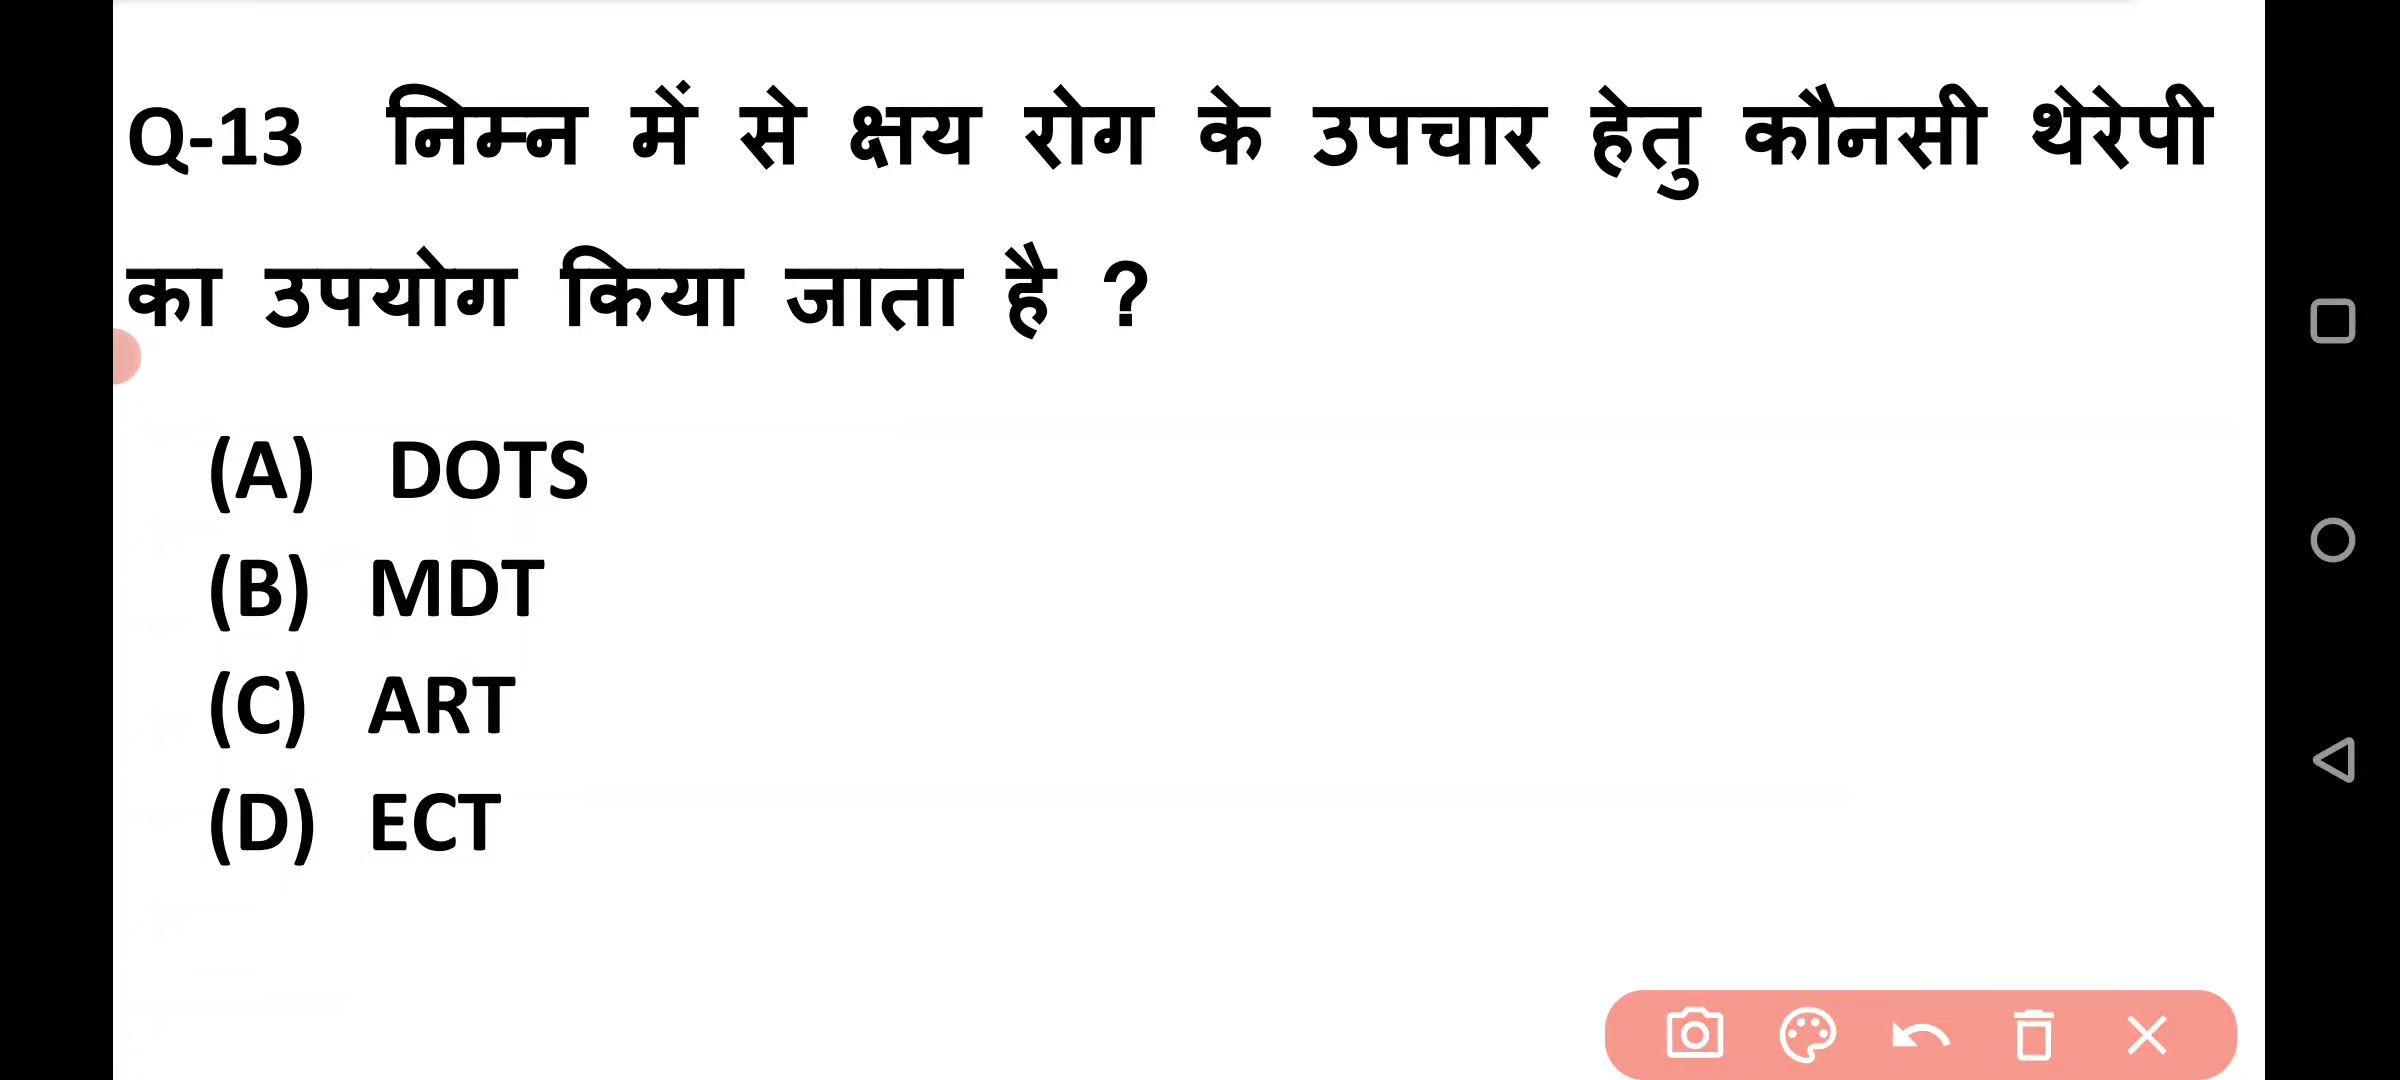 Q-13 निम्न में से क्षय रोग के उपचार हेतु कौनसी थेरेपी
का उपयोग किया जाता है ?
(A) DOTS
(B) MDT
(C) ART
(D) ECT